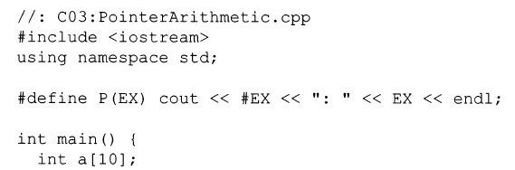 //: C03:PointerArithmetic.cpp
#include <iostream>
using namespace std;
#define P(EX) cout << #EX << ": " << EX << endl;
int main() {
int a[10];